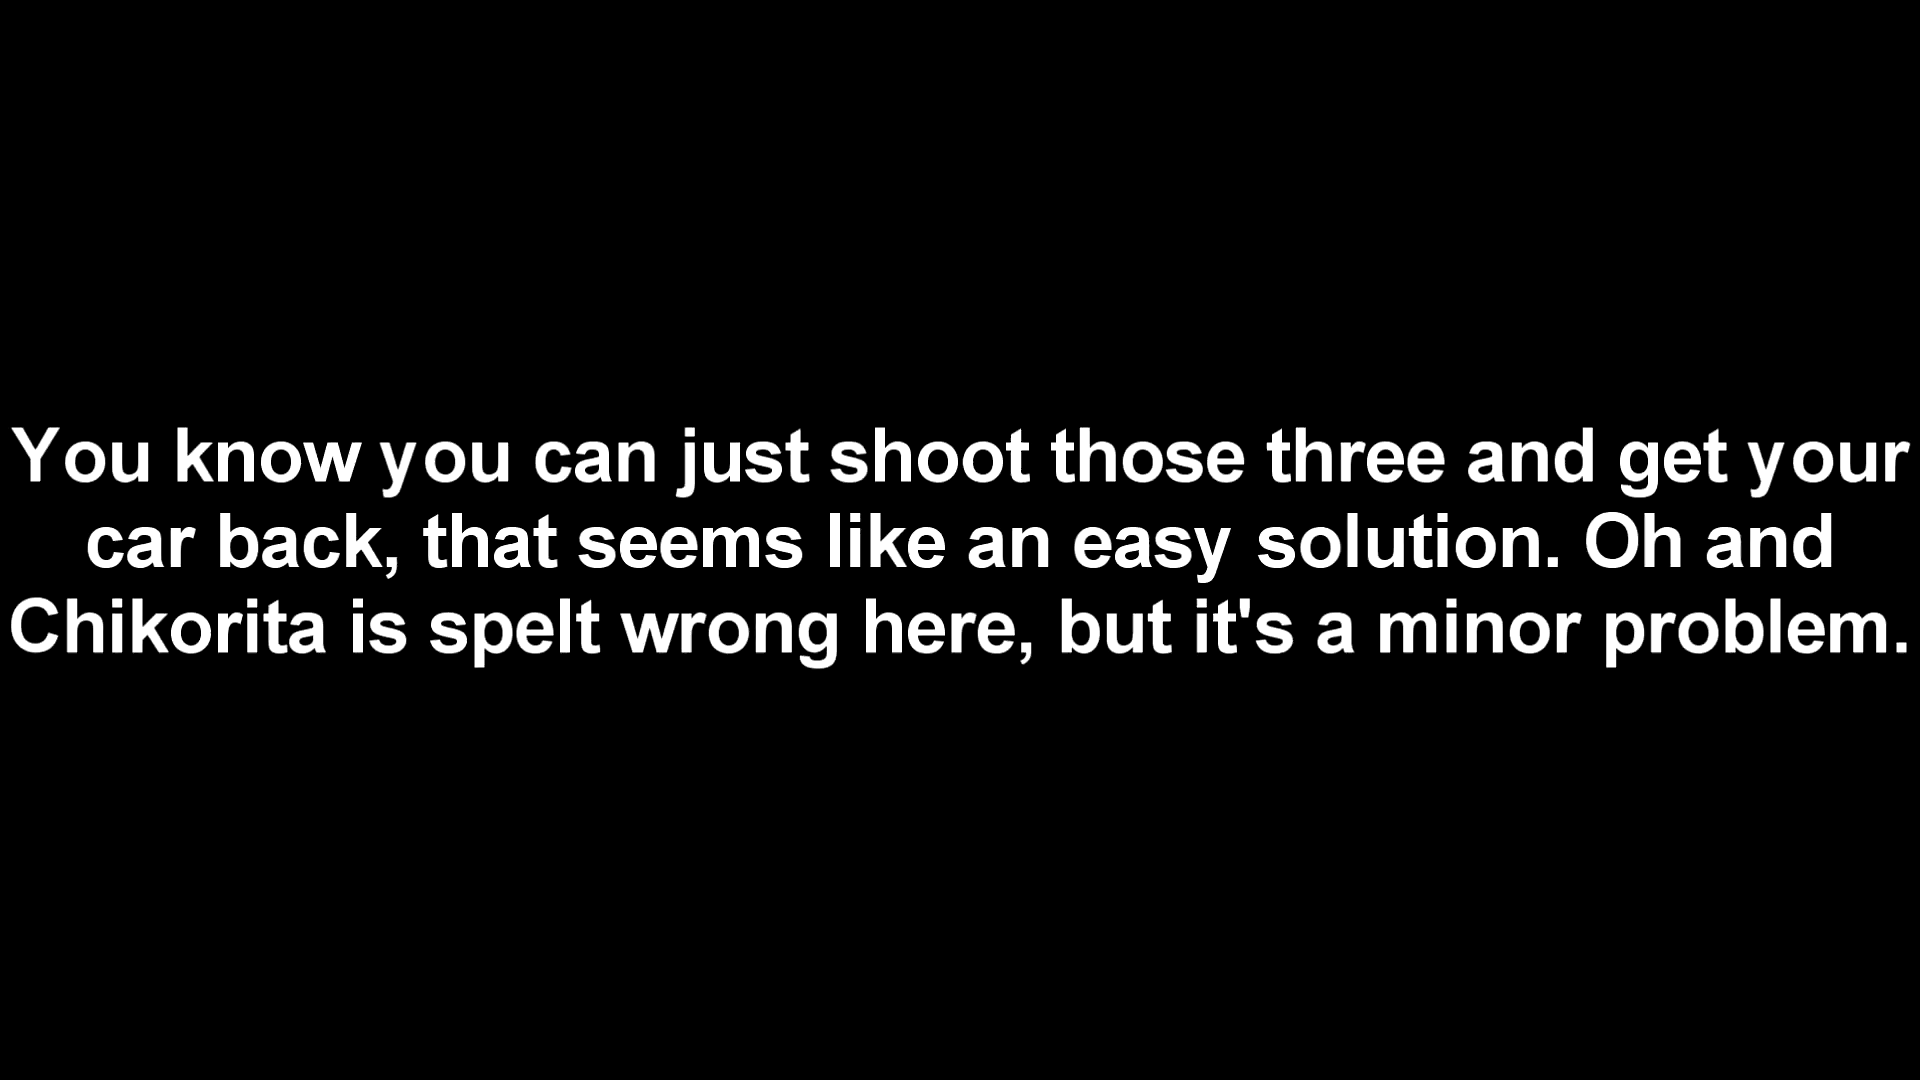 You know you can just shoot those three and get your
car back, that seems like an easy solution. Oh and
Chikorita is spelt wrong here, but it's a minor problem.